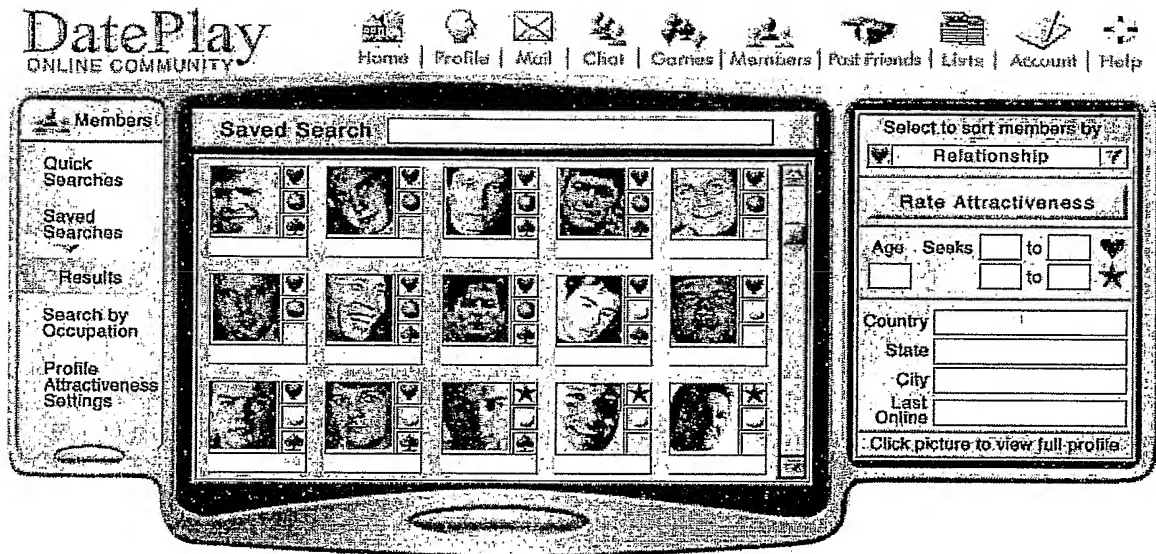 DatePlay
ONLINE COMMUNITY
Home | Profile | Mail | Chat | Games | Members | Past Friends | Lists | Account | Help
Members
Quick
Searches
Saved
Searches
Results
Search by
Occupation
Profile
Attractiveness
Settings
Saved Search
Select to sort members by
Relationship
Rate Attractiveness
Age Seeks to
to
Country
State
City
Last
Online
Click picture to view full profile